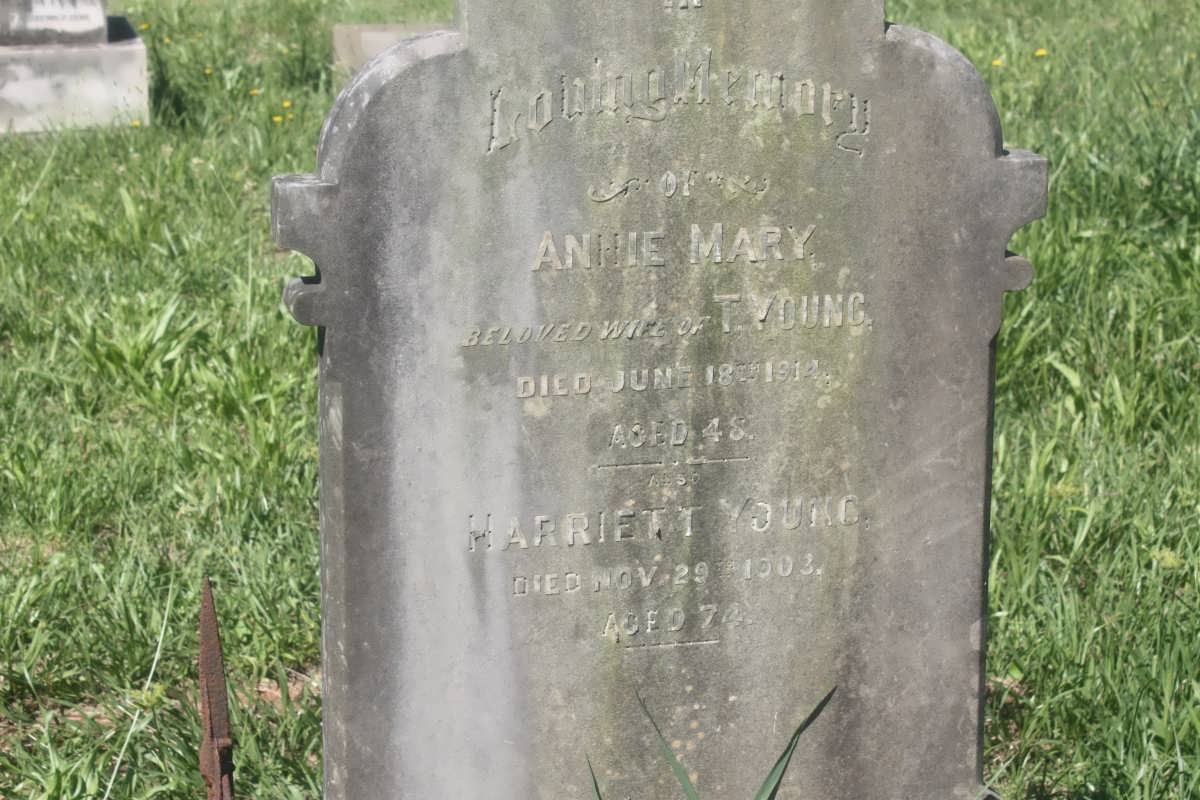 IN
Loving Memory
OF
ANNIE MARY.
BELOVED WIFE OF T. YOUNG.
DIED JUNE 18TH 1914.
AGED 48.
ALSO
HARRIETT YOUNG.
DIED NOV. 29TH 1903.
AGED 74.